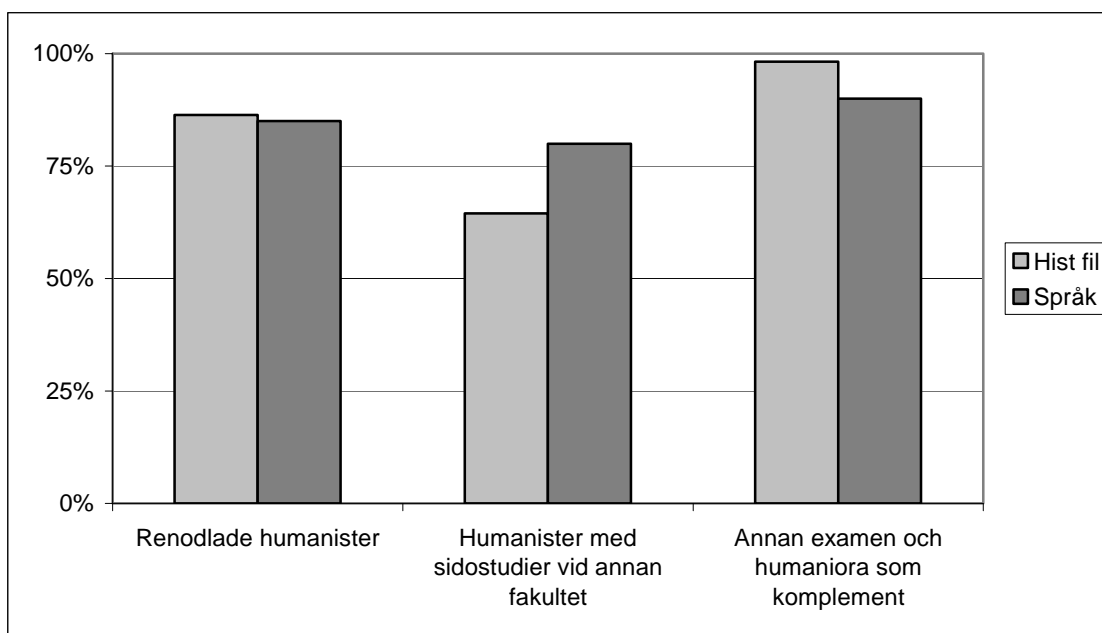 100%
75%
50%
25%
0%
Renodlade humanister
Humanister med
sidostudier vid annan
fakultet
Annan examen och
humaniora som
komplement
Hist fil
Språk